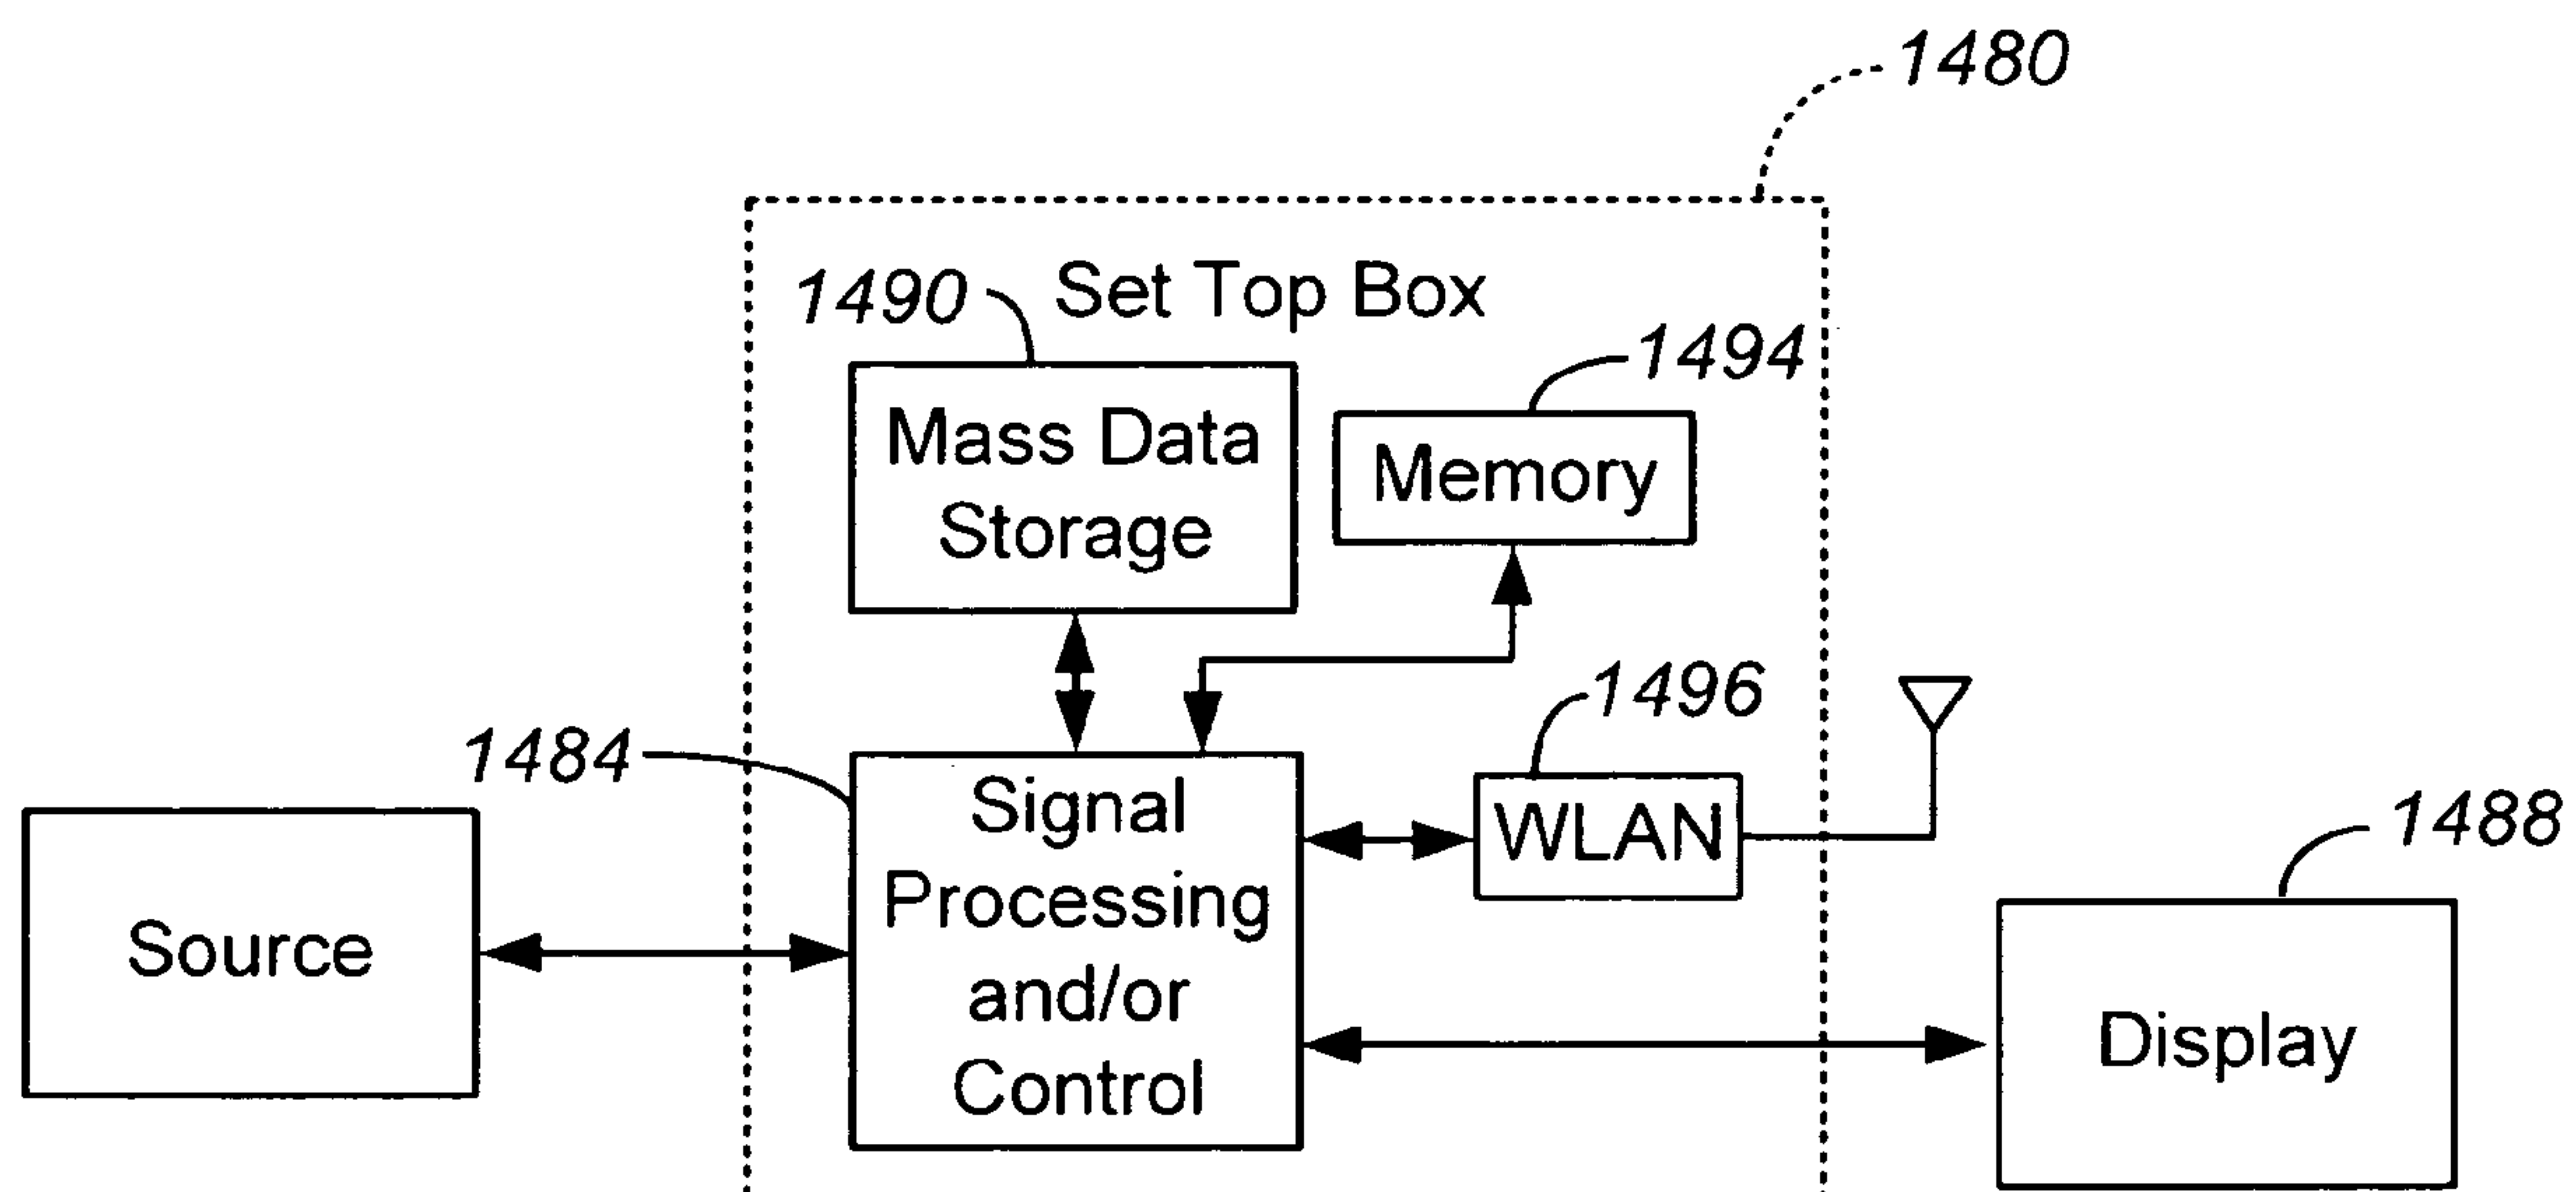 1480
Set Top Box
1490
1494
Mass Data
Storage
Memory
1496
1484
Signal
Processing
and/or
Control
WLAN
1488
Source
Display